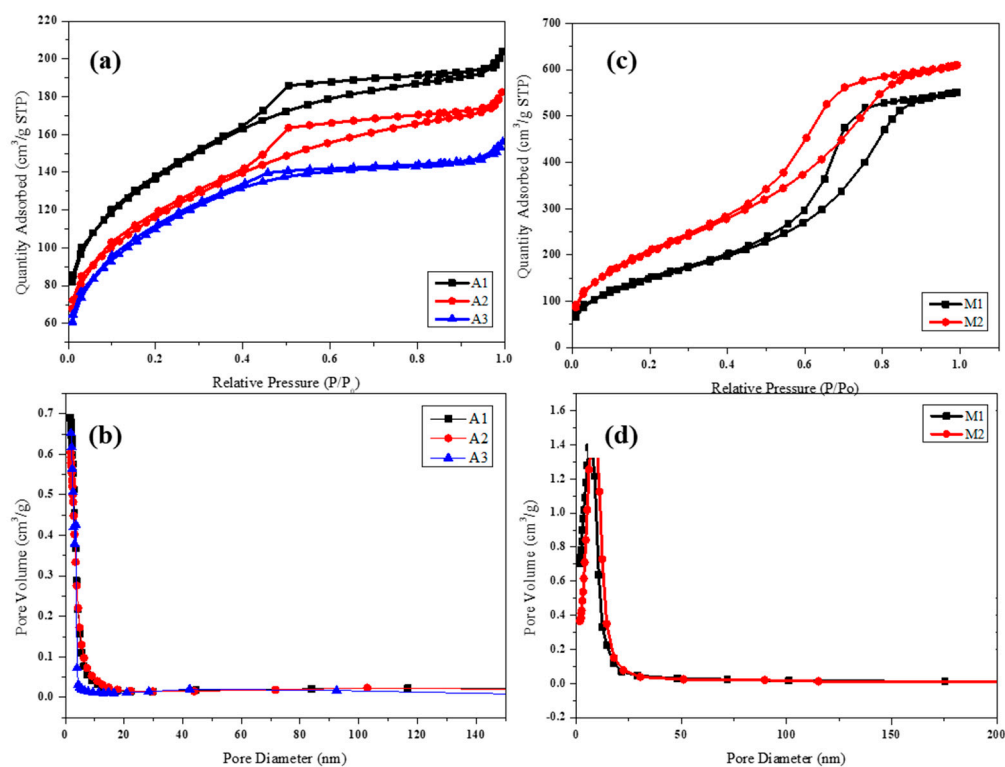 (a)
Quantity Adsorbed (cm³/g STP)
220
200
180
160
140
120
100
80
60
0.0
0.2
0.4
0.6
0.8
1.0
Relative Pressure (P/P₀)
A1
A2
A3
(c)
Quantity Adsorbed (cm³/g STP)
700
600
500
400
300
200
100
0
0.0
0.2
0.4
0.6
0.8
1.0
Relative Pressure (P/Po)
M1
M2
(b)
Pore Volume (cm³/g)
0.7
0.6
0.5
0.4
0.3
0.2
0.1
0.0
0
20
40
60
80
100
120
140
Pore Diameter (nm)
A1
A2
A3
(d)
Pore Volume (cm³/g)
1.6
1.4
1.2
1.0
0.8
0.6
0.4
0.2
0.0
-0.2
0
50
100
150
200
Pore Diameter (nm)
M1
M2